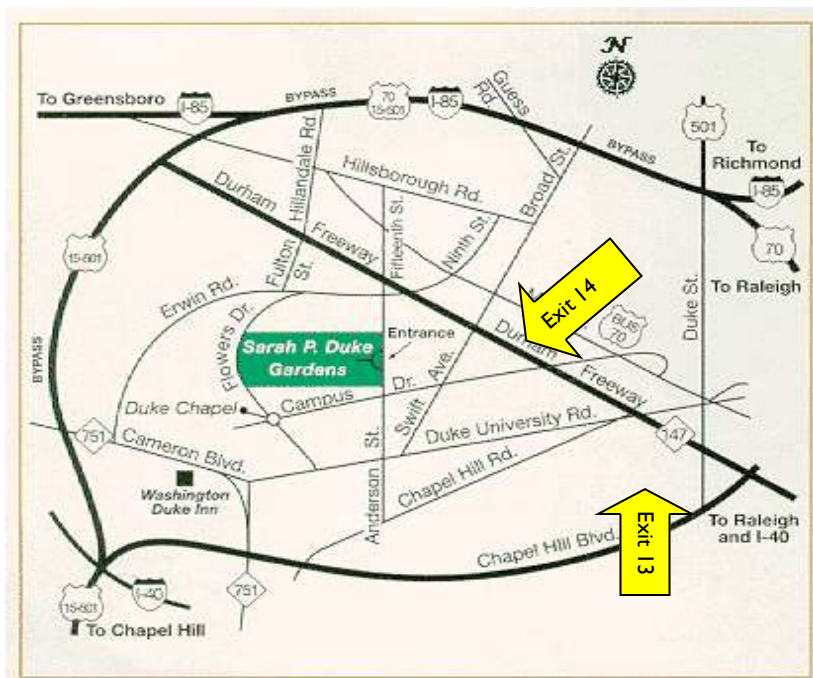 N
To Greensboro
I-85
BYPASS
70
15-501
I-85
Guess
Rd.
BYPASS
501
To
Richmond
I-85
70
To Raleigh
Hillandale Rd.
Hillsborough Rd.
Broad St.
Durham
Freeway
Fulton
St.
Fifteenth St.
Ninth St.
15-501
BYPASS
Erwin Rd.
Flowers Dr.
Sarah P. Duke
Gardens
Entrance
Exit 14
BUS
70
Duke St.
Durham
Freeway
Duke Chapel
Campus
Dr.
Swift
Ave.
Duke University Rd.
751
Cameron Blvd.
Anderson
St.
Chapel Hill Rd.
147
Washington
Duke Inn
Exit 13
To Raleigh
and I-40
Chapel Hill Blvd.
751
I-40
15-501
To Chapel Hill